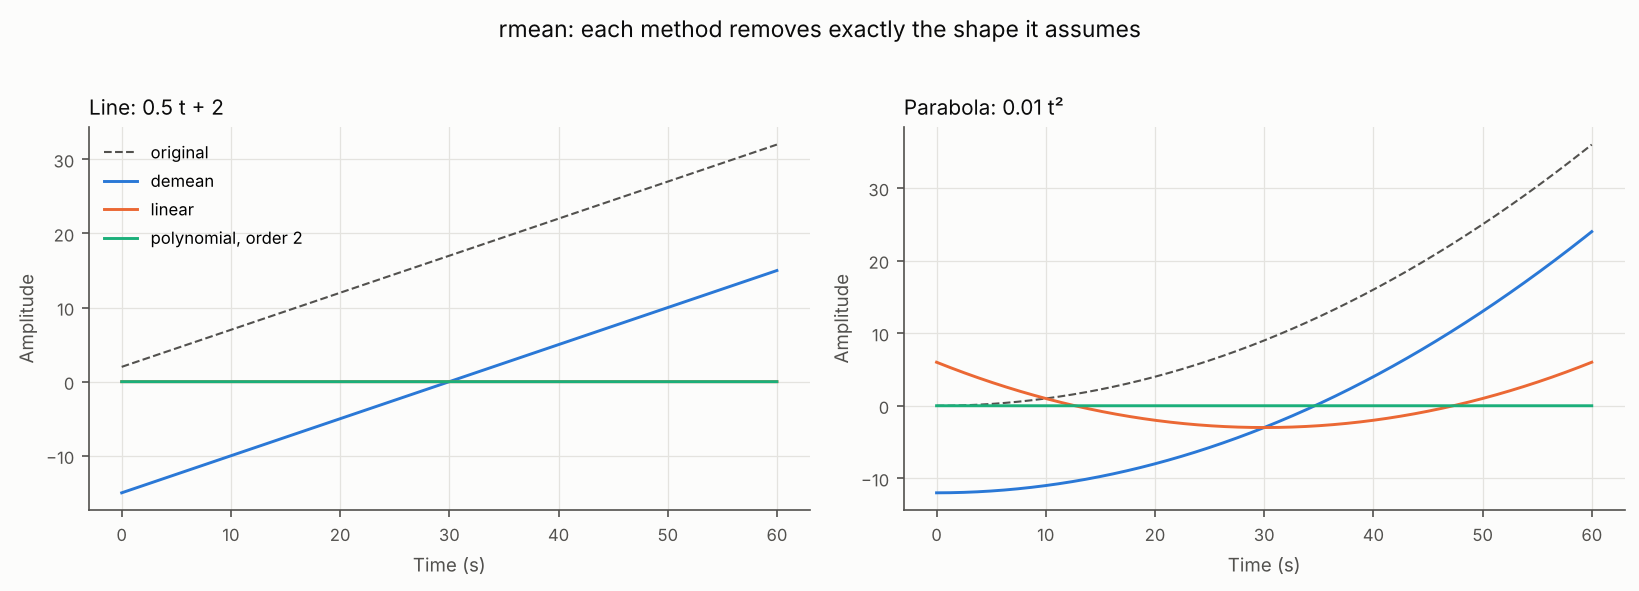 rmean: each method removes exactly the shape it assumes
Line: 0.5 t + 2
original
demean
linear
polynomial, order 2
30
20
10
0
−10
Amplitude
0 10 20 30 40 50 60
Time (s)
Parabola: 0.01 t²
30
20
10
0
−10
Amplitude
0 10 20 30 40 50 60
Time (s)